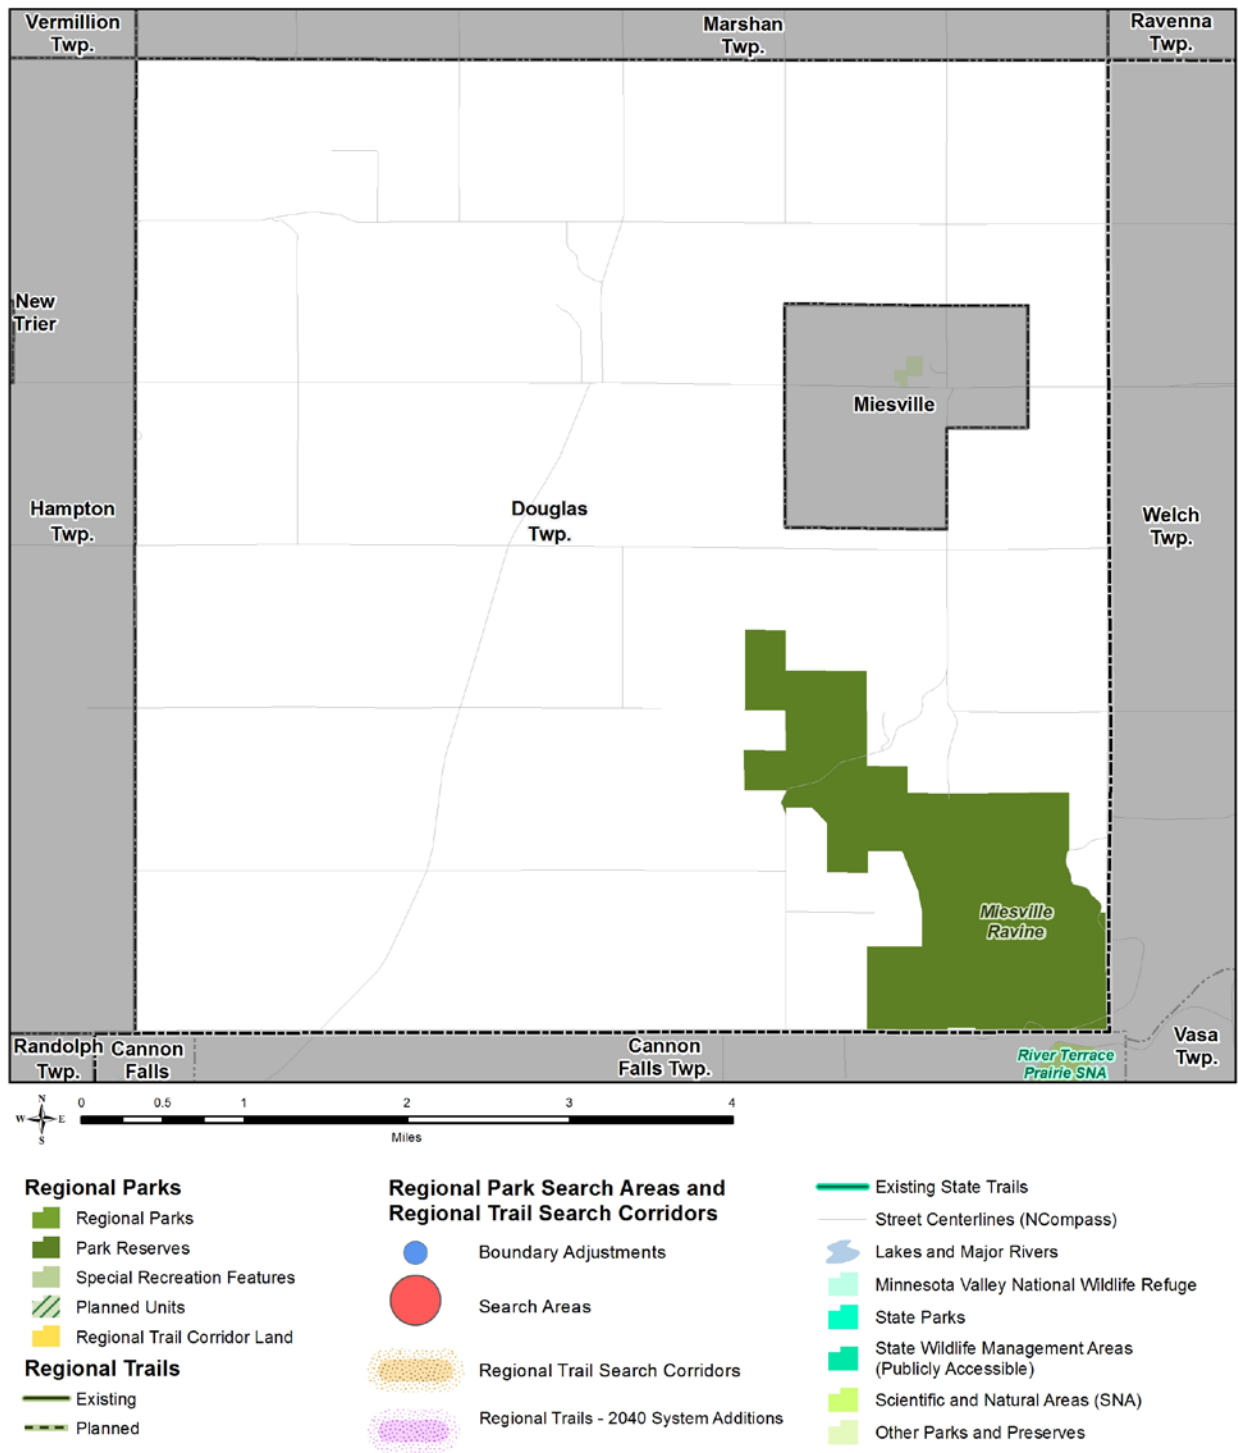 Vermillion
Twp.
Marshan
Twp.
Ravenna
Twp.
New
Trier
Miesville
Hampton
Twp.
Douglas
Twp.
Welch
Twp.
Miesville
Ravine
Randolph
Twp.
Cannon
Falls
Cannon
Falls Twp.
River Terrace
Prairie SNA
Vasa
Twp.
N
W E
S
0 0.5 1 2 3 4
Miles
Regional Parks
Regional Parks
Park Reserves
Special Recreation Features
Planned Units
Regional Trail Corridor Land
Regional Trails
Existing
Planned
Regional Park Search Areas and
Regional Trail Search Corridors
Boundary Adjustments
Search Areas
Regional Trail Search Corridors
Regional Trails - 2040 System Additions
Existing State Trails
Street Centerlines (NCompass)
Lakes and Major Rivers
Minnesota Valley National Wildlife Refuge
State Parks
State Wildlife Management Areas
(Publicly Accessible)
Scientific and Natural Areas (SNA)
Other Parks and Preserves